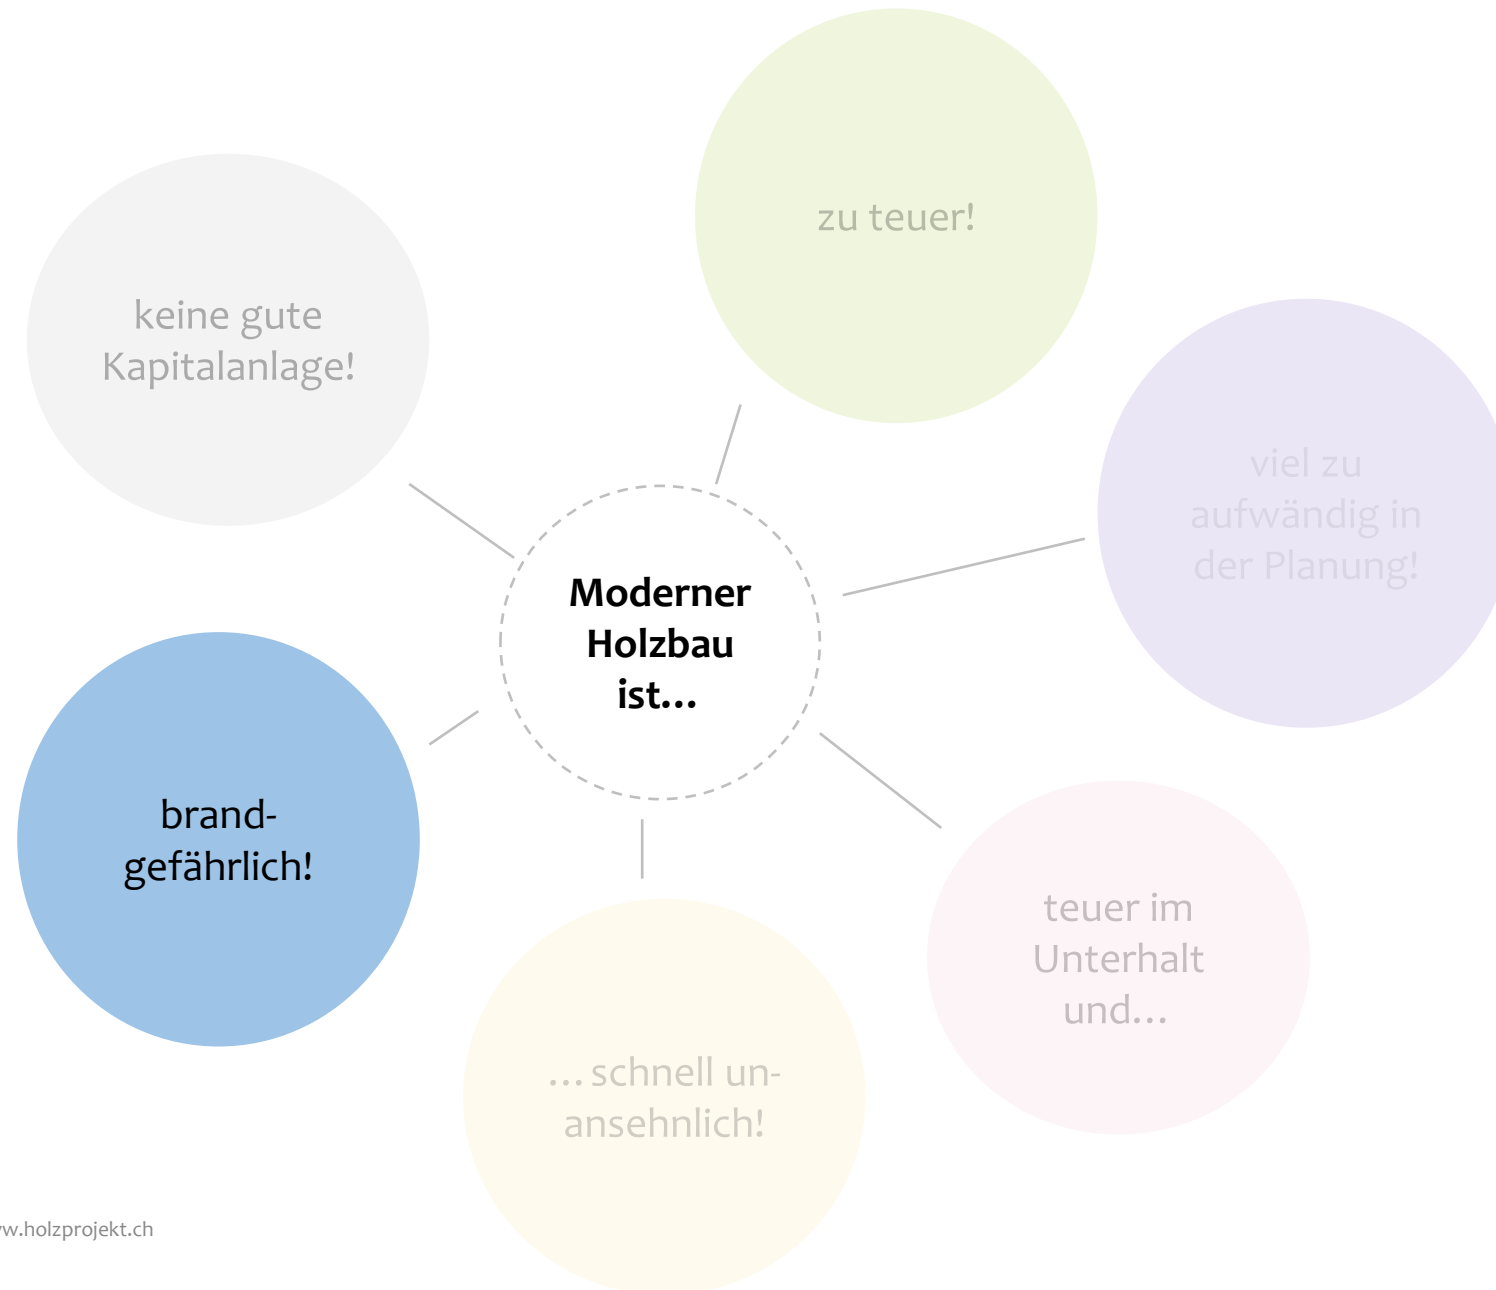 zu teuer!
keine gute
Kapitalanlage!
viel zu
aufwändig in
der Planung!
Moderner
Holzbau
ist…
brand-
gefährlich!
teuer im
Unterhalt
und…
…schnell un-
ansehnlich!
w.holzprojekt.ch